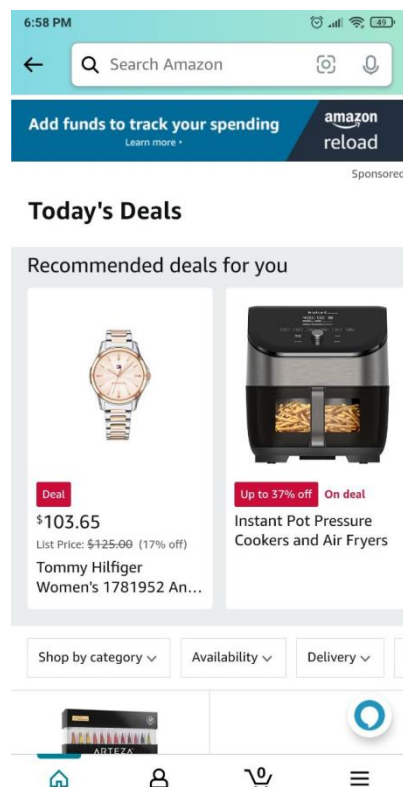 6:58 PM
49
Search Amazon
Add funds to track your spending
Learn more
amazon
reload
Sponsored
Today's Deals
Recommended deals for you
Deal
$103.65
List Price: $125.00 (17% off)
Tommy Hilfiger
Women's 1781952 An...
Up to 37% off On deal
Instant Pot Pressure
Cookers and Air Fryers
Shop by category
Availability
Delivery
ARTEZA
0